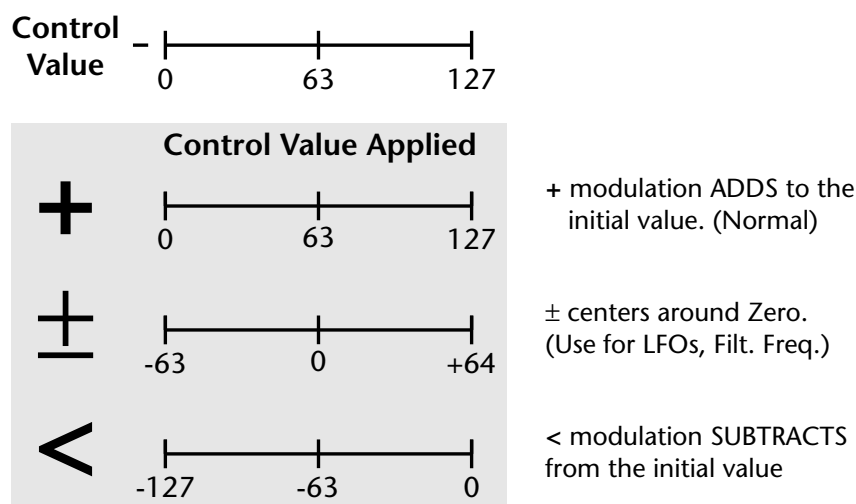 Control
Value
–
0 63 127
Control Value Applied
+
0 63 127
+ modulation ADDS to the
initial value. (Normal)
±
-63 0 +64
± centers around Zero.
(Use for LFOs, Filt. Freq.)
<
-127 -63 0
< modulation SUBTRACTS
from the initial value